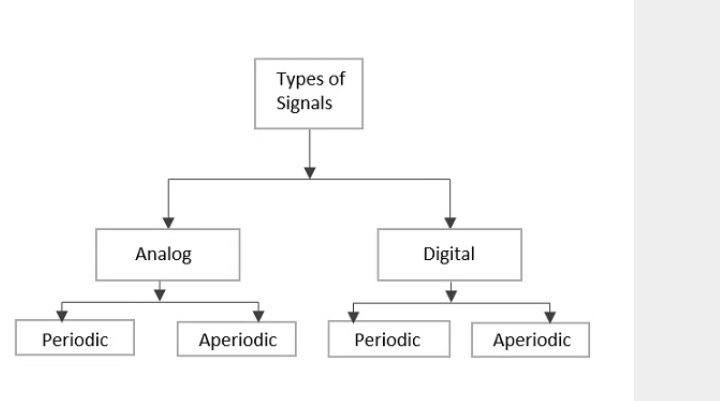 Types of
Signals
Analog
Digital
Periodic
Aperiodic
Periodic
Aperiodic